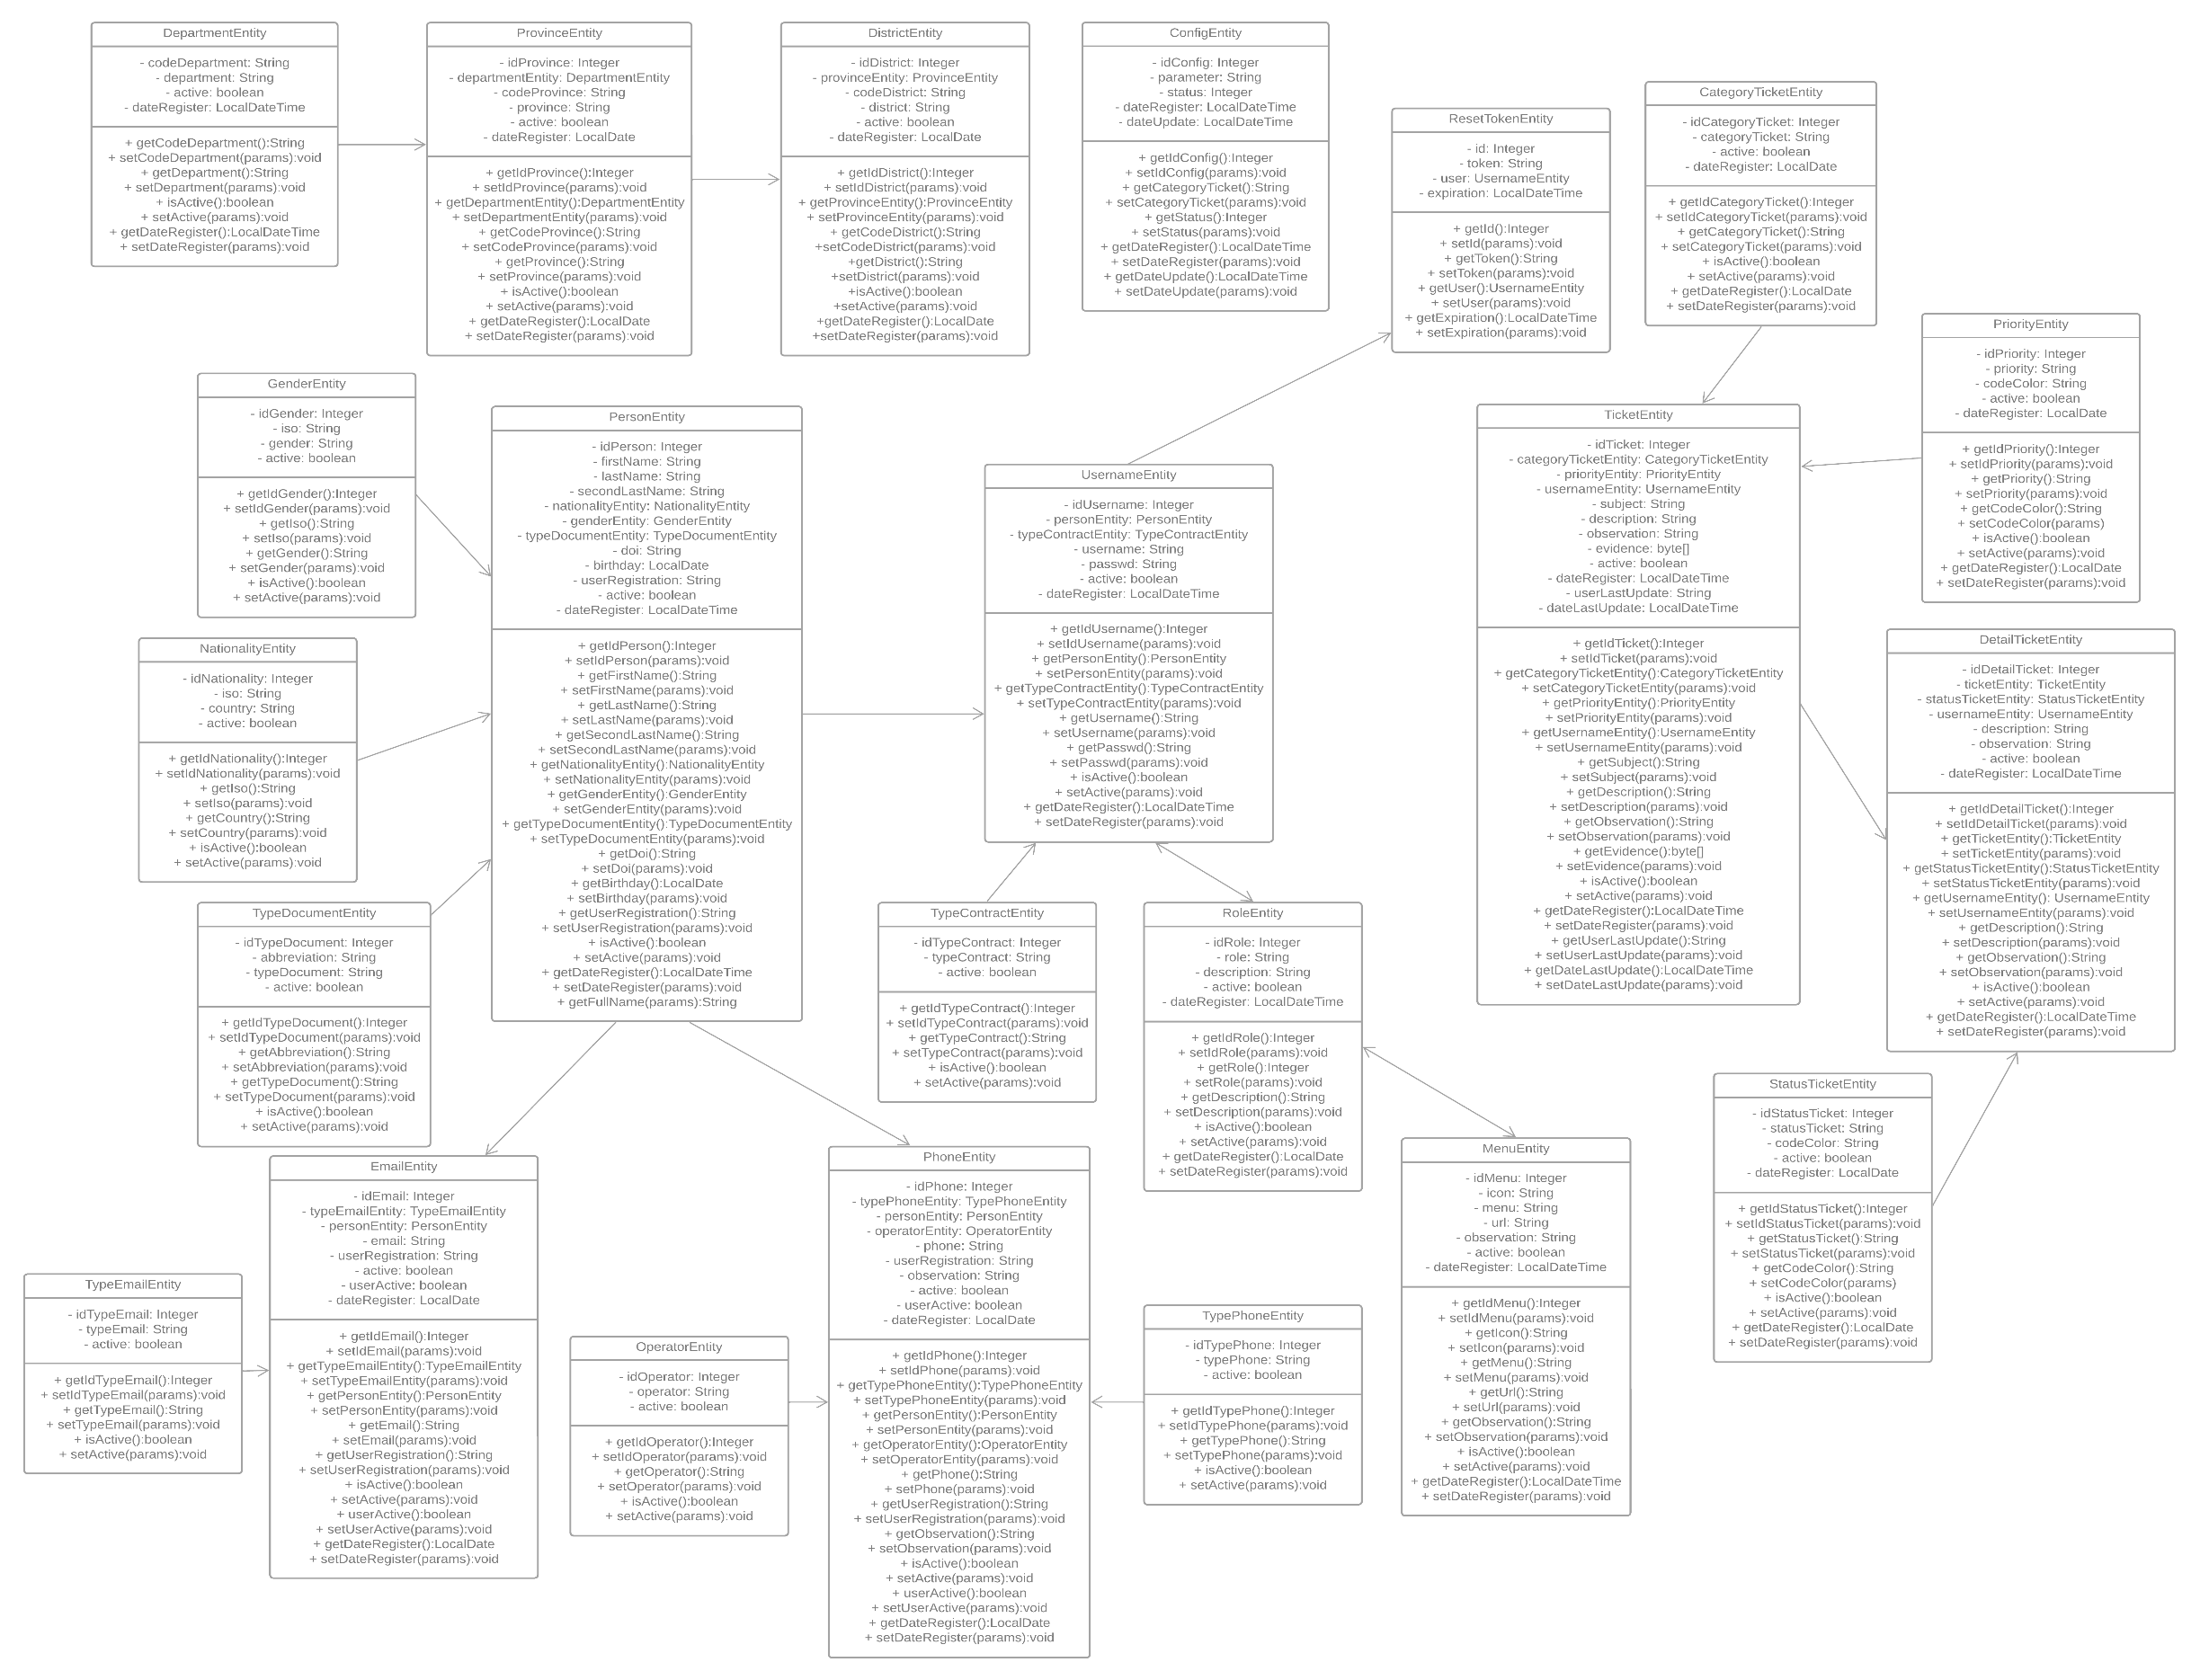 DepartmentEntity
- codeDepartment: String
- department: String
- active: boolean
- dateRegister: LocalDateTime
+ getCodeDepartment():String
+ setCodeDepartment(params):void
+ getDepartment():String
+ setDepartment(params):void
+ isActive():boolean
+ setActive(params):void
+ getDateRegister():LocalDateTime
+ setDateRegister(params):void
ProvinceEntity
- idProvince: Integer
- departmentEntity: DepartmentEntity
- codeProvince: String
- province: String
- active: boolean
- dateRegister: LocalDate
+ getIdProvince():Integer
+ setIdProvince(params):void
+ getDepartmentEntity():DepartmentEntity
+ setDepartmentEntity(params):void
+ getCodeProvince():String
+ setCodeProvince(params):void
+ getProvince():String
+ setProvince(params):void
+ isActive():boolean
+ setActive(params):void
+ getDateRegister():LocalDate
+ setDateRegister(params):void
DistrictEntity
- idDistrict: Integer
- provinceEntity: ProvinceEntity
- codeDistrict: String
- district: String
- active: boolean
- dateRegister: LocalDate
+ getIdDistrict():Integer
+ setIdDistrict(params):void
+ getProvinceEntity():ProvinceEntity
+ setProvinceEntity(params):void
+ getCodeDistrict():String
+setCodeDistrict(params):void
+getDistrict():String
+setDistrict(params):void
+isActive():boolean
+setActive(params):void
+getDateRegister():LocalDate
+setDateRegister(params):void
ConfigEntity
- idConfig: Integer
- parameter: String
- status: Integer
- dateRegister: LocalDateTime
- dateUpdate: LocalDateTime
+ getIdConfig():Integer
+ setIdConfig(params):void
+ getCategoryTicket():String
+ setCategoryTicket(params):void
+ getStatus():Integer
+ setStatus(params):void
+ getDateRegister():LocalDateTime
+ setDateRegister(params):void
+ getDateUpdate():LocalDateTime
+ setDateUpdate(params):void
ResetTokenEntity
- id: Integer
- token: String
- user: UsernameEntity
- expiration: LocalDateTime
+ getId():Integer
+ setId(params):void
+ getToken():String
+ setToken(params):void
+ getUser():UsernameEntity
+ setUser(params):void
+ getExpiration():LocalDateTime
+ setExpiration(params):void
CategoryTicketEntity
- idCategoryTicket: Integer
- categoryTicket: String
- active: boolean
- dateRegister: LocalDate
+ getIdCategoryTicket():Integer
+ setIdCategoryTicket(params):void
+ getCategoryTicket():String
+ setCategoryTicket(params):void
+ isActive():boolean
+ setActive(params):void
+ getDateRegister():LocalDate
+ setDateRegister(params):void
PriorityEntity
- idPriority: Integer
- priority: String
- codeColor: String
- active: boolean
- dateRegister: LocalDate
+ getIdPriority():Integer
+ setIdPriority(params):void
+ getPriority():String
+ setPriority(params):void
+ getCodeColor():String
+ setCodeColor(params)
+ isActive():boolean
+ setActive(params):void
+ getDateRegister():LocalDate
+ setDateRegister(params):void
GenderEntity
- idGender: Integer
- iso: String
- gender: String
- active: boolean
+ getIdGender():Integer
+ setIdGender(params):void
+ getIso():String
+ setIso(params):void
+ getGender():String
+ setGender(params):void
+ isActive():boolean
+ setActive(params):void
PersonEntity
- idPerson: Integer
- firstName: String
- lastName: String
- secondLastName: String
- nationalityEntity: NationalityEntity
- genderEntity: GenderEntity
- typeDocumentEntity: TypeDocumentEntity
- doi: String
- birthday: LocalDate
- userRegistration: String
- active: boolean
- dateRegister: LocalDateTime
+ getIdPerson():Integer
+ setIdPerson(params):void
+ getFirstName():String
+ setFirstName(params):void
+ getLastName():String
+ setLastName(params):void
+ getSecondLastName():String
+ setSecondLastName(params):void
+ getNationalityEntity():NationalityEntity
+ setNationalityEntity(params):void
+ getGenderEntity():GenderEntity
+ setGenderEntity(params):void
+ getTypeDocumentEntity():TypeDocumentEntity
+ setTypeDocumentEntity(params):void
+ getDoi():String
+ setDoi(params):void
+ getBirthday():LocalDate
+ setBirthday(params):void
+ getUserRegistration():String
+ setUserRegistration(params):void
+ isActive():boolean
+ setActive(params):void
+ getDateRegister():LocalDateTime
+ setDateRegister(params):void
+ getFullName(params):String
UsernameEntity
- idUsername: Integer
- personEntity: PersonEntity
- typeContractEntity: TypeContractEntity
- username: String
- passwd: String
- active: boolean
- dateRegister: LocalDateTime
+ getIdUsername():Integer
+ setIdUsername(params):void
+ getPersonEntity():PersonEntity
+ setPersonEntity(params):void
+ getTypeContractEntity():TypeContractEntity
+ setTypeContractEntity(params):void
+ getUsername():String
+ setUsername(params):void
+ getPasswd():String
+ setPasswd(params):void
+ isActive():boolean
+ setActive(params):void
+ getDateRegister():LocalDateTime
+ setDateRegister(params):void
TicketEntity
- idTicket: Integer
- categoryTicketEntity: CategoryTicketEntity
- priorityEntity: PriorityEntity
- usernameEntity: UsernameEntity
- subject: String
- description: String
- observation: String
- evidence: byte[]
- active: boolean
- dateRegister: LocalDateTime
- userLastUpdate: String
- dateLastUpdate: LocalDateTime
+ getIdTicket():Integer
+ setIdTicket(params):void
+ getCategoryTicketEntity():CategoryTicketEntity
+ setCategoryTicketEntity(params):void
+ getPriorityEntity():PriorityEntity
+ setPriorityEntity(params):void
+ getUsernameEntity():UsernameEntity
+ setUsernameEntity(params):void
+ getSubject():String
+ setSubject(params):void
+ getDescription():String
+ setDescription(params):void
+ getObservation():String
+ setObservation(params):void
+ getEvidence():byte[]
+ setEvidence(params):void
+ isActive():boolean
+ setActive(params):void
+ getDateRegister():LocalDateTime
+ setDateRegister(params):void
+ getUserLastUpdate():String
+ setUserLastUpdate(params):void
+ getDateLastUpdate():LocalDateTime
+ setDateLastUpdate(params):void
DetailTicketEntity
- idDetailTicket: Integer
- ticketEntity: TicketEntity
- statusTicketEntity: StatusTicketEntity
- usernameEntity: UsernameEntity
- description: String
- observation: String
- active: boolean
- dateRegister: LocalDateTime
+ getIdDetailTicket():Integer
+ setIdDetailTicket(params):void
+ getTicketEntity():TicketEntity
+ setTicketEntity(params):void
+ getStatusTicketEntity():StatusTicketEntity
+ setStatusTicketEntity(params):void
+ getUsernameEntity(): UsernameEntity
+ setUsernameEntity(params):void
+ getDescription():String
+ setDescription(params):void
+ getObservation():String
+ setObservation(params):void
+ isActive():boolean
+ setActive(params):void
+ getDateRegister():LocalDateTime
+ setDateRegister(params):void
NationalityEntity
- idNationality: Integer
- iso: String
- country: String
- active: boolean
+ getIdNationality():Integer
+ setIdNationality(params):void
+ getIso():String
+ setIso(params):void
+ getCountry():String
+ setCountry(params):void
+ isActive():boolean
+ setActive(params):void
TypeDocumentEntity
- idTypeDocument: Integer
- abbreviation: String
- typeDocument: String
- active: boolean
+ getIdTypeDocument():Integer
+ setIdTypeDocument(params):void
+ getAbbreviation():String
+ setAbbreviation(params):void
+ getTypeDocument():String
+ setTypeDocument(params):void
+ isActive():boolean
+ setActive(params):void
TypeContractEntity
- idTypeContract: Integer
- typeContract: String
- active: boolean
+ getIdTypeContract():Integer
+ setIdTypeContract(params):void
+ getTypeContract():String
+ setTypeContract(params):void
+ isActive():boolean
+ setActive(params):void
RoleEntity
- idRole: Integer
- role: String
- description: String
- active: boolean
- dateRegister: LocalDateTime
+ getIdRole():Integer
+ setIdRole(params):void
+ getRole():Integer
+ setRole(params):void
+ getDescription():String
+ setDescription(params):void
+ isActive():boolean
+ setActive(params):void
+ getDateRegister():LocalDate
+ setDateRegister(params):void
StatusTicketEntity
- idStatusTicket: Integer
- statusTicket: String
- codeColor: String
- active: boolean
- dateRegister: LocalDate
+ getIdStatusTicket():Integer
+ setIdStatusTicket(params):void
+ getStatusTicket():String
+ setStatusTicket(params):void
+ getCodeColor():String
+ setCodeColor(params)
+ isActive():boolean
+ setActive(params):void
+ getDateRegister():LocalDate
+ setDateRegister(params):void
MenuEntity
- idMenu: Integer
- icon: String
- menu: String
- url: String
- observation: String
- active: boolean
- dateRegister: LocalDateTime
+ getIdMenu():Integer
+ setIdMenu(params):void
+ getIcon():String
+ setIcon(params):void
+ getMenu():String
+ setMenu(params):void
+ getUrl():String
+ setUrl(params):void
+ getObservation():String
+ setObservation(params):void
+ isActive():boolean
+ setActive(params):void
+ getDateRegister():LocalDateTime
+ setDateRegister(params):void
EmailEntity
- idEmail: Integer
- typeEmailEntity: TypeEmailEntity
- personEntity: PersonEntity
- email: String
- userRegistration: String
- active: boolean
- userActive: boolean
- dateRegister: LocalDate
+ getIdEmail():Integer
+ setIdEmail(params):void
+ getTypeEmailEntity():TypeEmailEntity
+ setTypeEmailEntity(params):void
+ getPersonEntity():PersonEntity
+ setPersonEntity(params):void
+ getEmail():String
+ setEmail(params):void
+ getUserRegistration():String
+ setUserRegistration(params):void
+ isActive():boolean
+ setActive(params):void
+ userActive():boolean
+ setUserActive(params):void
+ getDateRegister():LocalDate
+ setDateRegister(params):void
PhoneEntity
- idPhone: Integer
- typePhoneEntity: TypePhoneEntity
- personEntity: PersonEntity
- operatorEntity: OperatorEntity
- phone: String
- userRegistration: String
- observation: String
- active: boolean
- userActive: boolean
- dateRegister: LocalDate
+ getIdPhone():Integer
+ setIdPhone(params):void
+ getTypePhoneEntity():TypePhoneEntity
+ setTypePhoneEntity(params):void
+ getPersonEntity():PersonEntity
+ setPersonEntity(params):void
+ getOperatorEntity():OperatorEntity
+ setOperatorEntity(params):void
+ getPhone():String
+ setPhone(params):void
+ getUserRegistration():String
+ setUserRegistration(params):void
+ getObservation():String
+ setObservation(params):void
+ isActive():boolean
+ setActive(params):void
+ userActive():boolean
+ setUserActive(params):void
+ getDateRegister():LocalDate
+ setDateRegister(params):void
TypeEmailEntity
- idTypeEmail: Integer
- typeEmail: String
- active: boolean
+ getIdTypeEmail():Integer
+ setIdTypeEmail(params):void
+ getTypeEmail():String
+ setTypeEmail(params):void
+ isActive():boolean
+ setActive(params):void
OperatorEntity
- idOperator: Integer
- operator: String
- active: boolean
+ getIdOperator():Integer
+ setIdOperator(params):void
+ getOperator():String
+ setOperator(params):void
+ isActive():boolean
+ setActive(params):void
TypePhoneEntity
- idTypePhone: Integer
- typePhone: String
- active: boolean
+ getIdTypePhone():Integer
+ setIdTypePhone(params):void
+ getTypePhone():String
+ setTypePhone(params):void
+ isActive():boolean
+ setActive(params):void